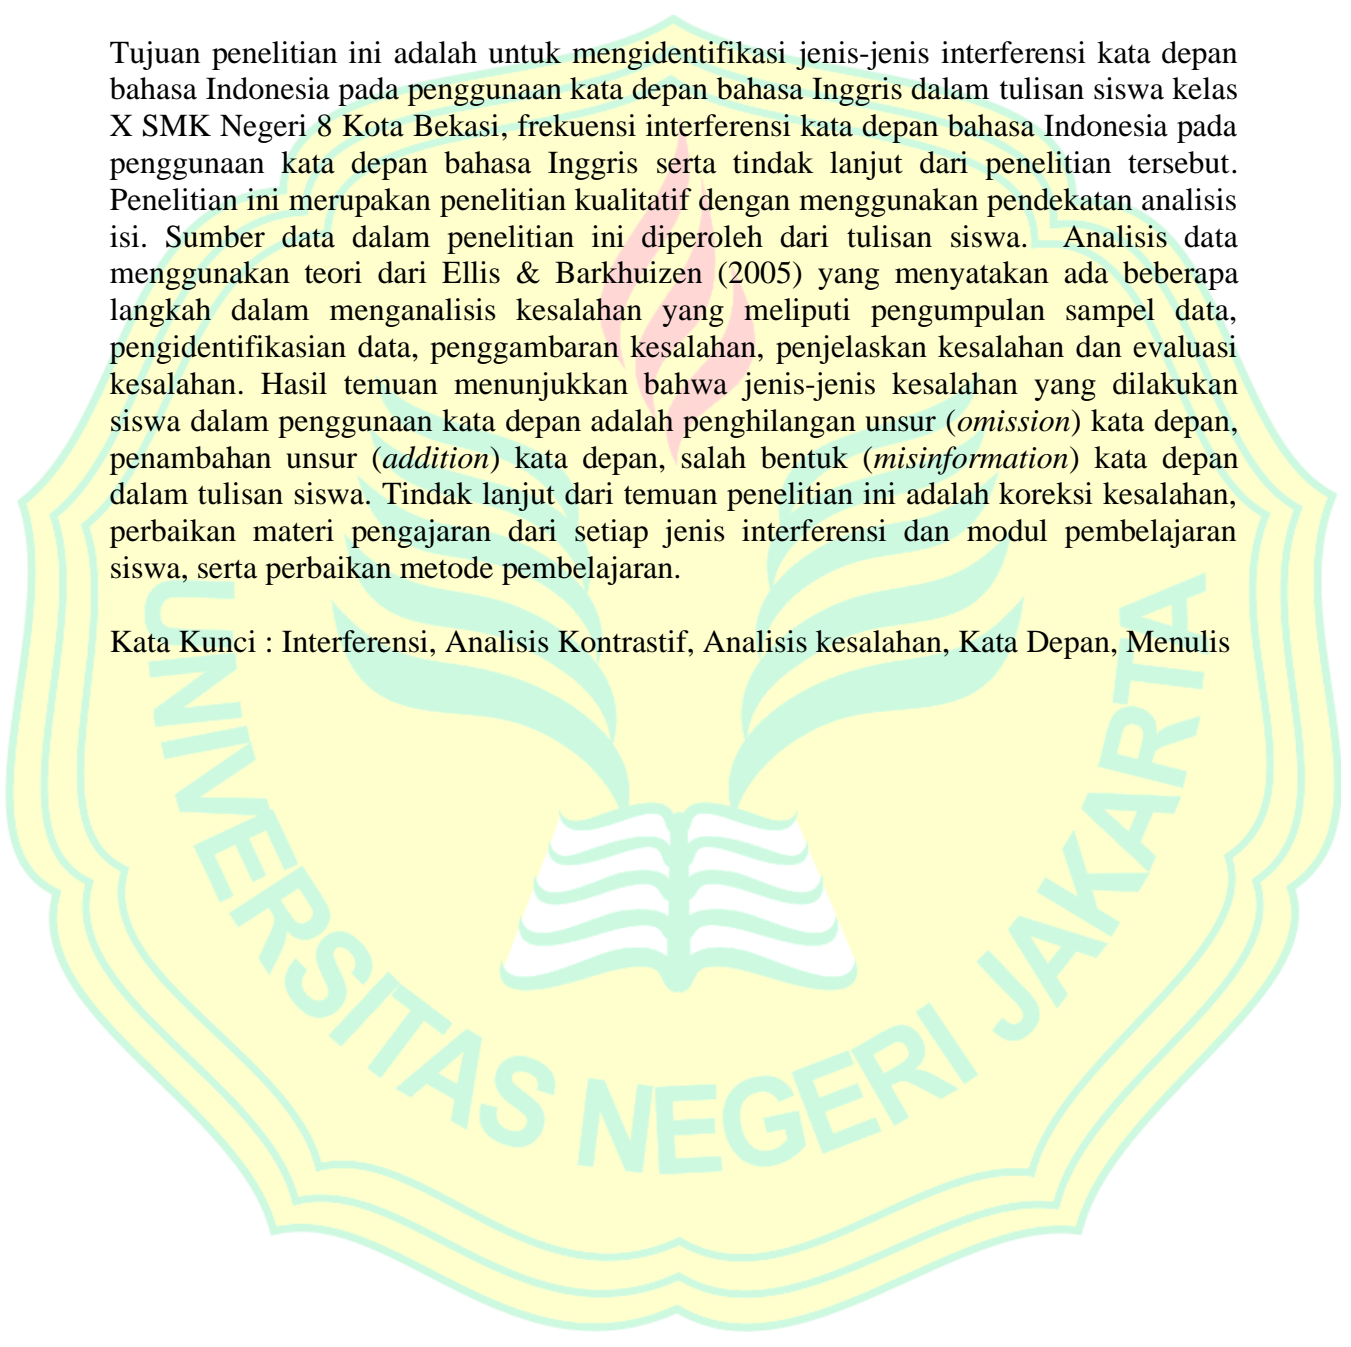 Tujuan penelitian ini adalah untuk mengidentifikasi jenis-jenis interferensi kata depan
bahasa Indonesia pada penggunaan kata depan bahasa Inggris dalam tulisan siswa kelas
X SMK Negeri 8 Kota Bekasi, frekuensi interferensi kata depan bahasa Indonesia pada
penggunaan kata depan bahasa Inggris serta tindak lanjut dari penelitian tersebut.
Penelitian ini merupakan penelitian kualitatif dengan menggunakan pendekatan analisis
isi. Sumber data dalam penelitian ini diperoleh dari tulisan siswa. Analisis data
menggunakan teori dari Ellis & Barkhuizen (2005) yang menyatakan ada beberapa
langkah dalam menganalisis kesalahan yang meliputi pengumpulan sampel data,
pengidentifikasian data, penggambaran kesalahan, penjelaskan kesalahan dan evaluasi
kesalahan. Hasil temuan menunjukkan bahwa jenis-jenis kesalahan yang dilakukan
siswa dalam penggunaan kata depan adalah penghilangan unsur (omission) kata depan,
penambahan unsur (addition) kata depan, salah bentuk (misinformation) kata depan
dalam tulisan siswa. Tindak lanjut dari temuan penelitian ini adalah koreksi kesalahan,
perbaikan materi pengajaran dari setiap jenis interferensi dan modul pembelajaran
siswa, serta perbaikan metode pembelajaran.
Kata Kunci : Interferensi, Analisis Kontrastif, Analisis kesalahan, Kata Depan, Menulis
UNIVERSITAS NEGERI JAKARTA